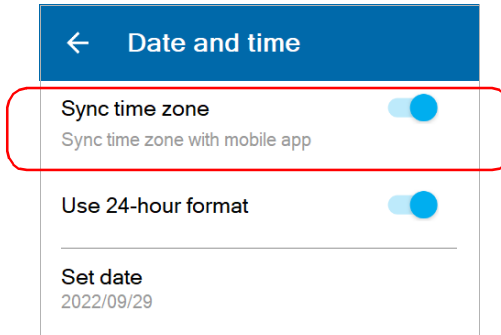 Date and time
Sync time zone
Sync time zone with mobile app
Use 24-hour format
Set date
2022/09/29